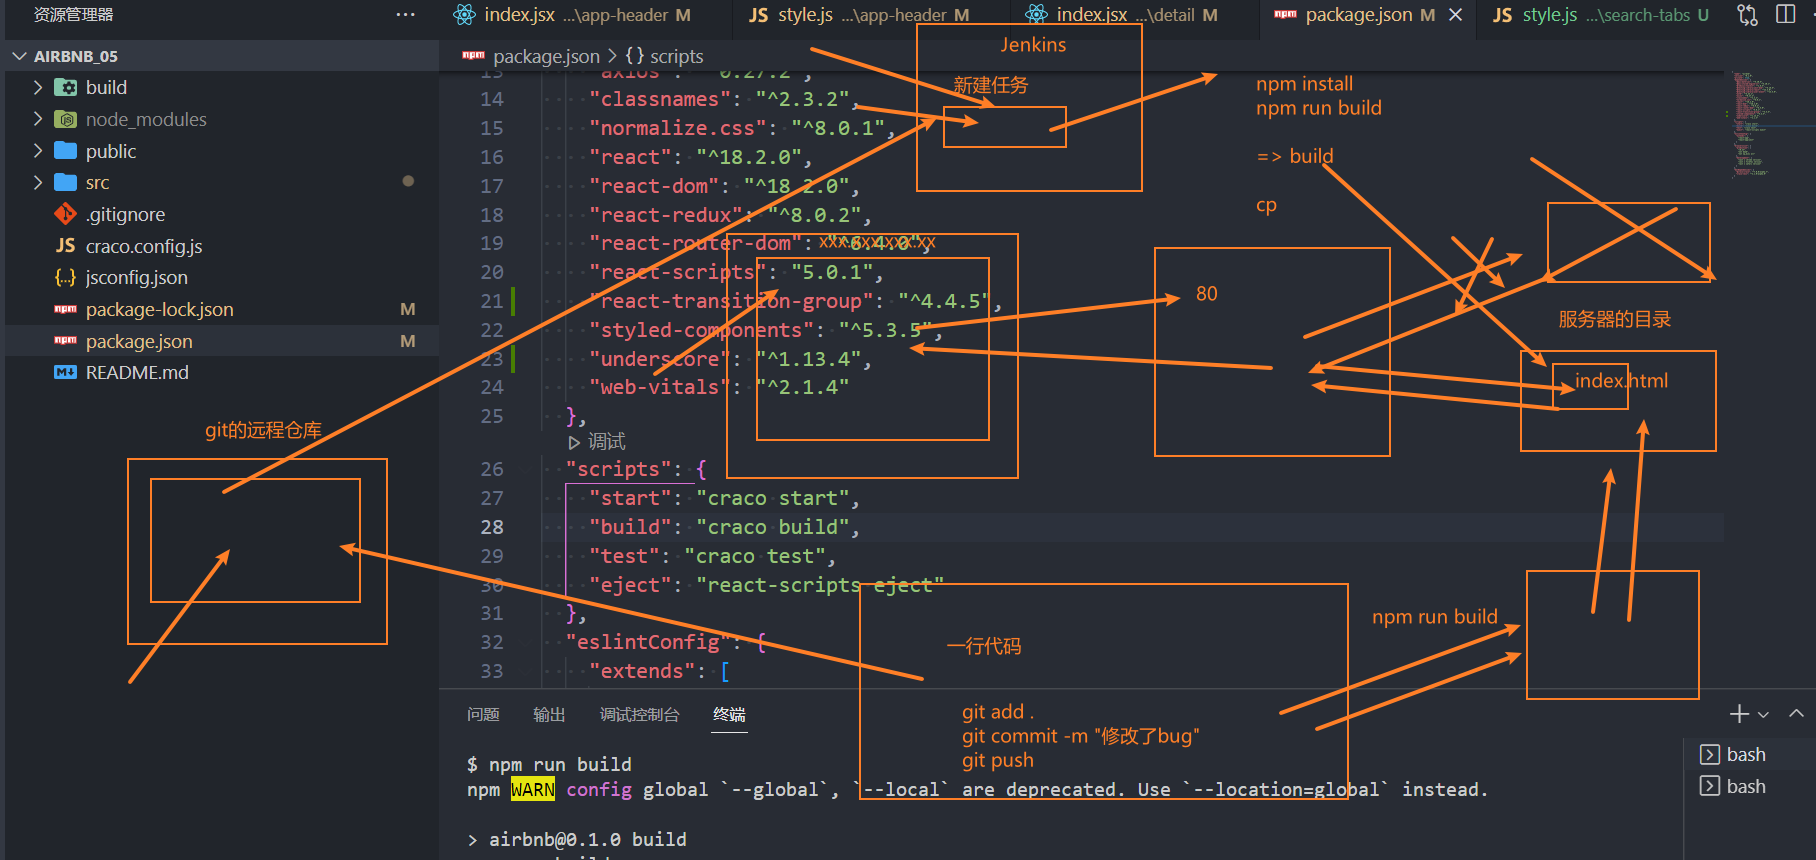 资源管理器
···
index.jsx ...\app-header M
JS style.js ...\app-header M
index.jsx ...\detail M
npm package.json M
JS style.js ...\search-tabs U
AIRBNB_05
build
node_modules
public
src
.gitignore
JS craco.config.js
{..} jsconfig.json
npm package-lock.json M
npm package.json M
M↓ README.md
npm package.json > {} scripts
13 "axios": "^0.27.2",
14 "classnames": "^2.3.2",
15 "normalize.css": "^8.0.1",
16 "react": "^18.2.0",
17 "react-dom": "^18.2.0",
18 "react-redux": "^8.0.2",
19 "react-router-dom": "^6.4.0",
20 "react-scripts": "5.0.1",
21 "react-transition-group": "^4.4.5",
22 "styled-components": "^5.3.5",
23 "underscore": "^1.13.4",
24 "web-vitals": "^2.1.4"
25 },
调试
26 "scripts": {
27 "start": "craco start",
28 "build": "craco build",
29 "test": "craco test",
30 "eject": "react-scripts eject"
31 },
32 "eslintConfig": {
33 "extends": [
Jenkins
新建任务
npm install
npm run build
=> build
cp
xxx.xxx.xxx.xx
80
服务器的目录
index.html
git的远程仓库
npm run build
一行代码
git add .
git commit -m "修改了bug"
git push
问题
输出
调试控制台
终端
bash
bash
$ npm run build
npm WARN config global `--global`, `--local` are deprecated. Use `--location=global` instead.
> airbnb@0.1.0 build